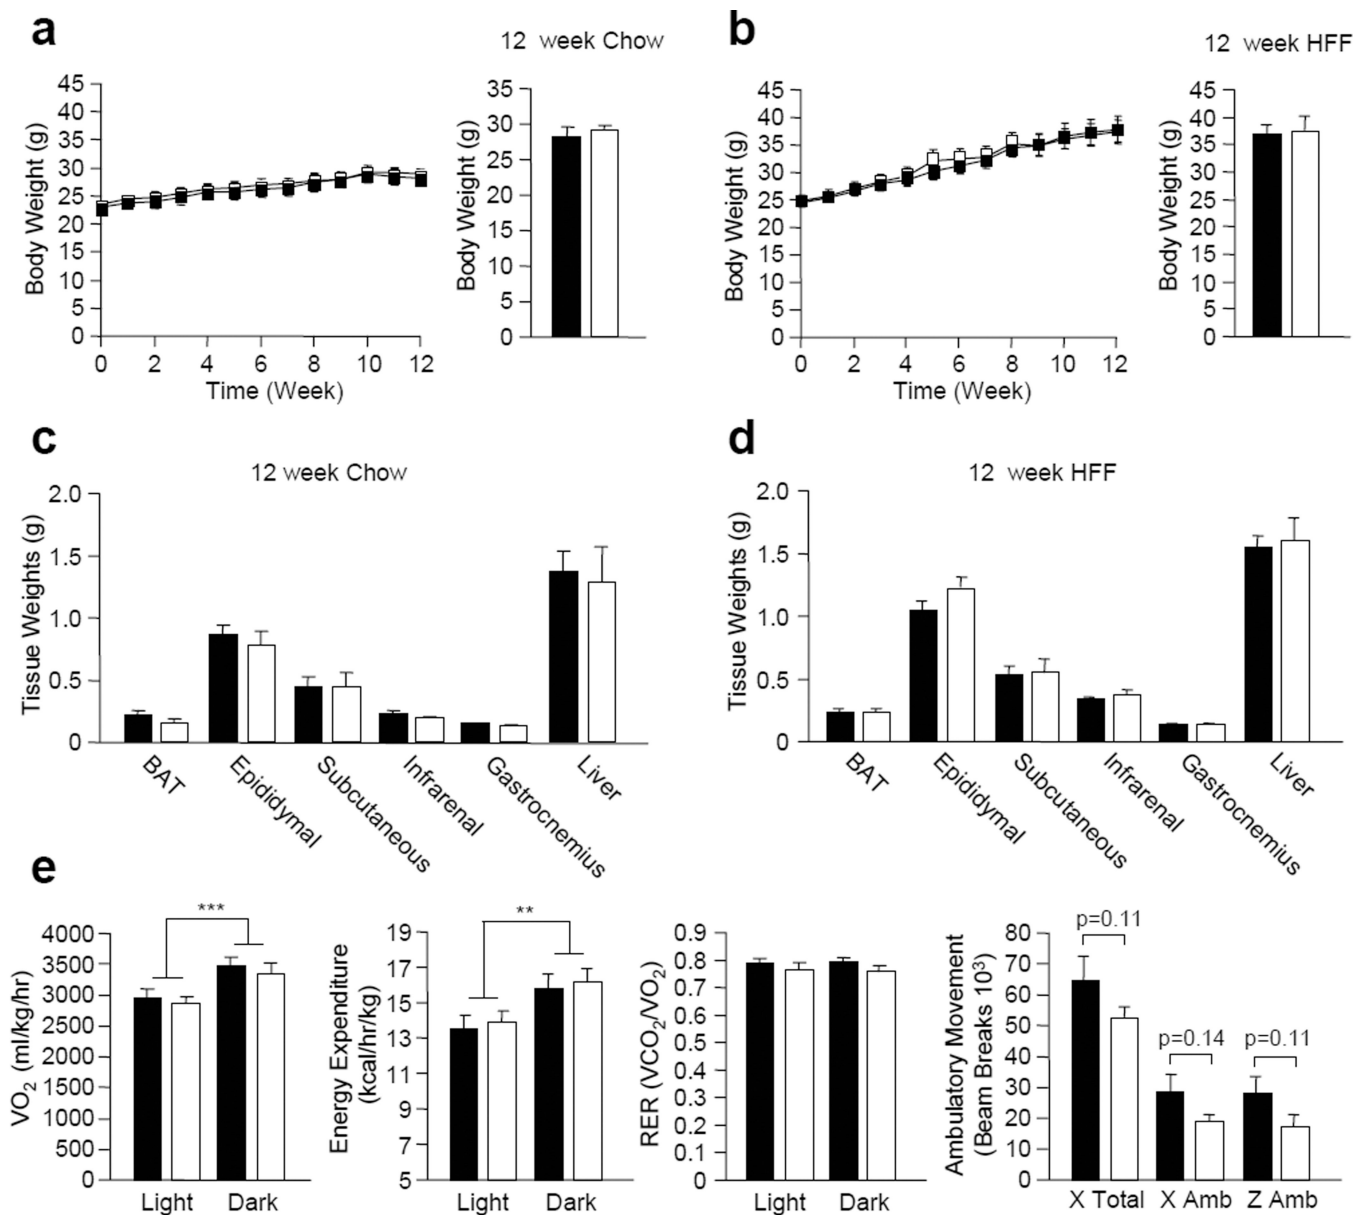 a
12 week Chow
Body Weight (g)
45
40
35
30
25
20
15
10
5
0
0 2 4 6 8 10 12
Time (Week)
Body Weight (g)
35
30
25
20
15
10
5
0
b
12 week HFF
Body Weight (g)
45
40
35
30
25
20
15
10
5
0
0 2 4 6 8 10 12
Time (Week)
Body Weight (g)
45
40
35
30
25
20
15
10
5
0
c
12 week Chow
Tissue Weights (g)
2.0
1.5
1.0
0.5
0
BAT
Epididymal
Subcutaneous
Infrarenal
Gastrocnemius
Liver
d
12 week HFF
Tissue Weights (g)
2.0
1.5
1.0
0.5
0
BAT
Epididymal
Subcutaneous
Infrarenal
Gastrocnemius
Liver
e
VO2 (ml/kg/hr)
4000
3500
3000
2500
2000
1500
1000
500
0
***
Light Dark
Energy Expenditure
(kcal/hr/kg)
19
17
15
13
11
9
7
5
**
Light Dark
RER (VCO2/VO2)
0.9
0.8
0.7
0.6
0.5
0.4
0.3
0.2
0.1
0
Light Dark
Ambulatory Movement
(Beam Breaks 10³)
80
70
60
50
40
30
20
10
0
p=0.11
p=0.14
p=0.11
X Total X Amb Z Amb